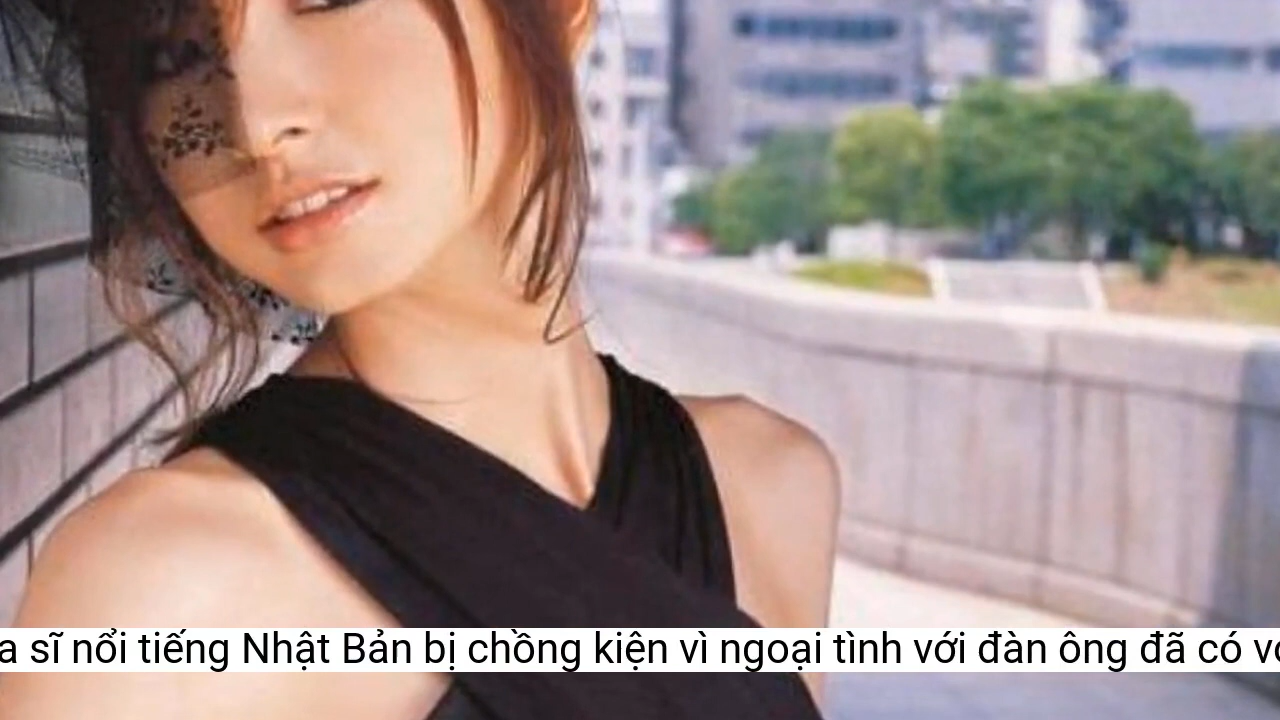 a sĩ nổi tiếng Nhật Bản bị chồng kiện vì ngoại tình với đàn ông đã có v